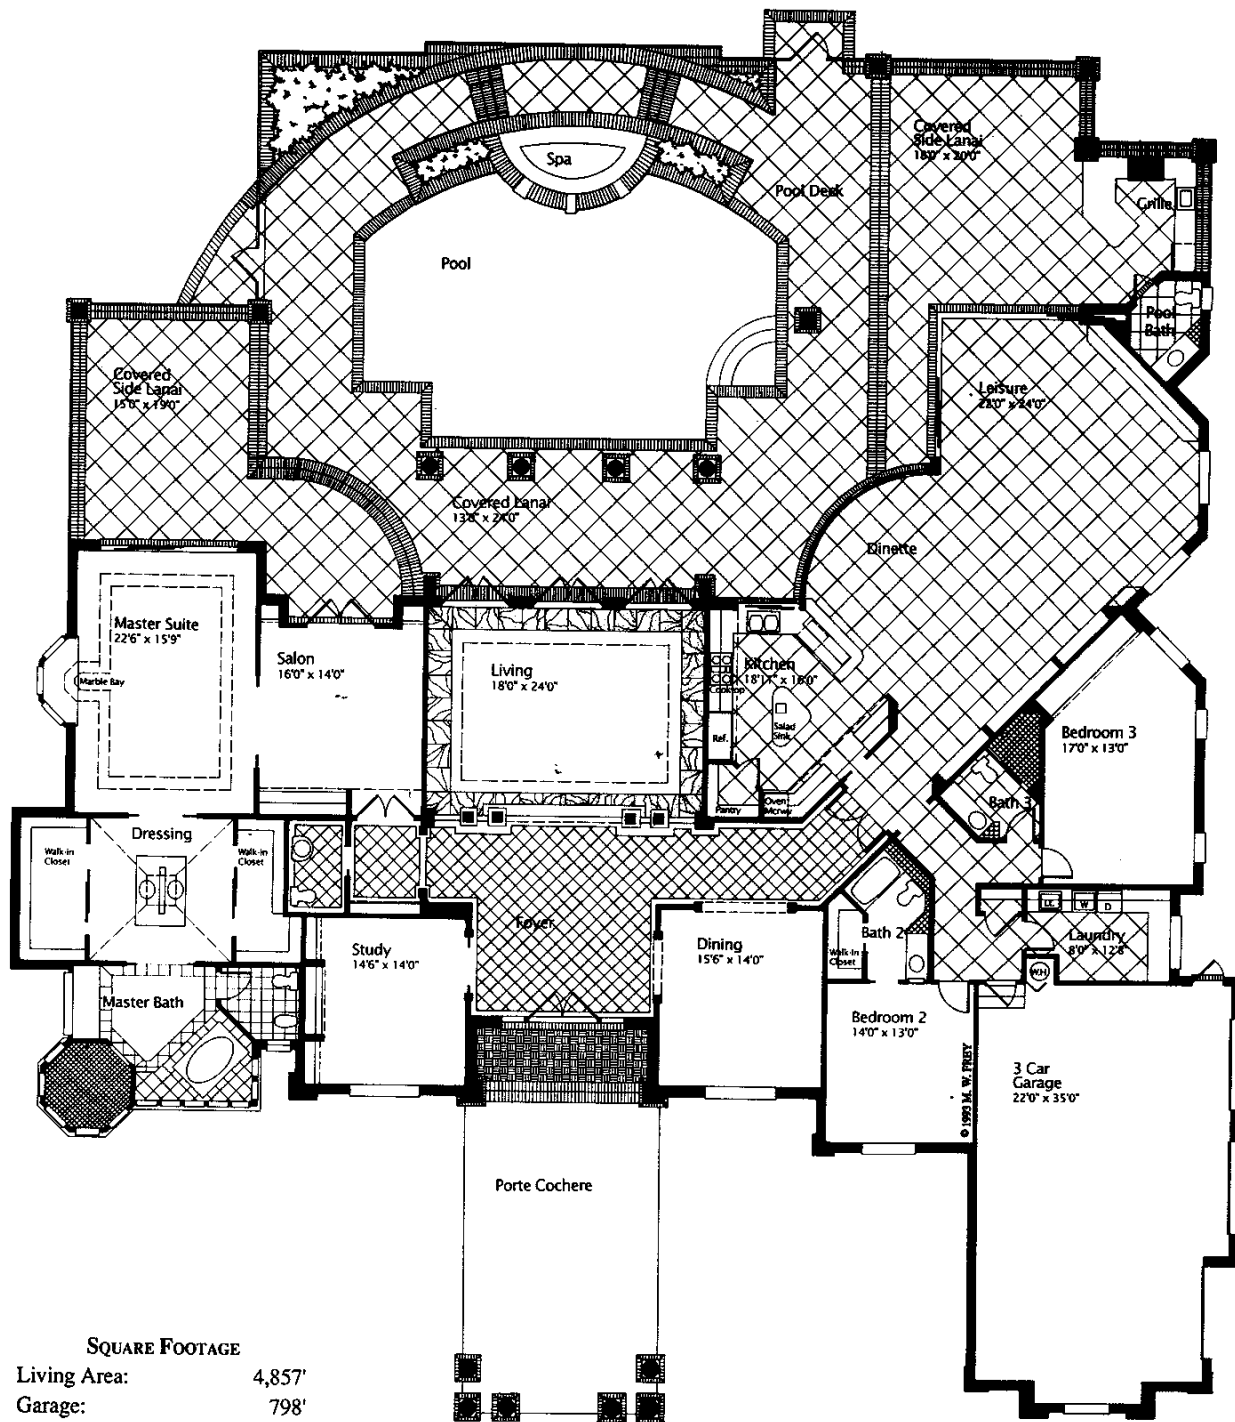 Covered
Side Lanai
18'0" x 20'0"
Spa
Pool Deck
Grille
Pool
Pool
Bath
Covered
Side Lanai
15'0" x 19'0"
Leisure
22'0" x 24'0"
Covered Lanai
13'8" x 24'0"
Dinette
Master Suite
22'6" x 15'9"
Marble Bay
Salon
16'0" x 14'0"
Living
18'0" x 24'0"
Kitchen
18'11" x 16'0"
Cooktop
Salad
Sink
Ref.
Pantry
Oven
Mcrwv
Bedroom 3
17'0" x 13'0"
Bath 3
Dressing
Walk-in
Closet
Walk-in
Closet
Foyer
Study
14'6" x 14'0"
Dining
15'6" x 14'0"
Bath 2
Walk-In
Closet
W
D
Laundry
8'0" x 12'8"
W.H.
Master Bath
Bedroom 2
14'0" x 13'0"
© 1993 M. W. PREY
3 Car
Garage
22'0" x 35'0"
Porte Cochere
SQUARE FOOTAGE
Living Area: 4,857'
Garage: 798'